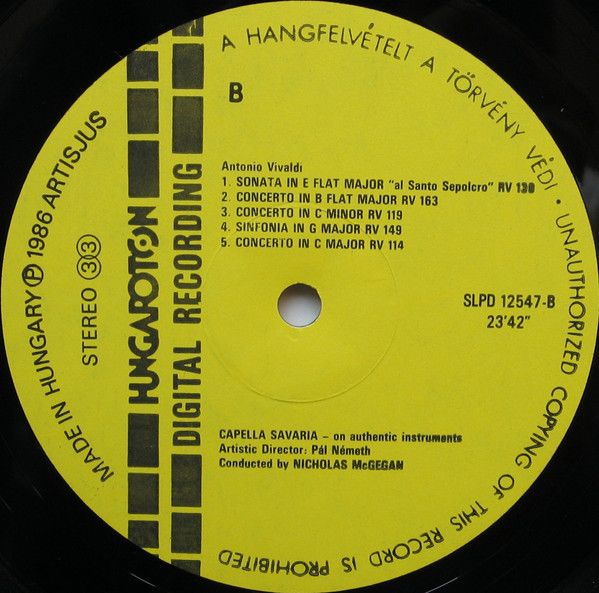 A HANGFELVÉTELT A TÖRVÉNY VÉDI • UNAUTHORIZED COPYING OF THIS RECORD IS PROHIBITED
MADE IN HUNGARY Ⓟ 1986 ARTISJUS
STEREO 33
HUNGAROTON
DIGITAL RECORDING
B
Antonio Vivaldi
1. SONATA IN E FLAT MAJOR "al Santo Sepolcro" RV 130
2. CONCERTO IN B FLAT MAJOR RV 163
3. CONCERTO IN C MINOR RV 119
4. SINFONIA IN G MAJOR RV 149
5. CONCERTO IN C MAJOR RV 114
SLPD 12547-B
23'42"
CAPELLA SAVARIA – on authentic instruments
Artistic Director: Pál Németh
Conducted by NICHOLAS McGEGAN